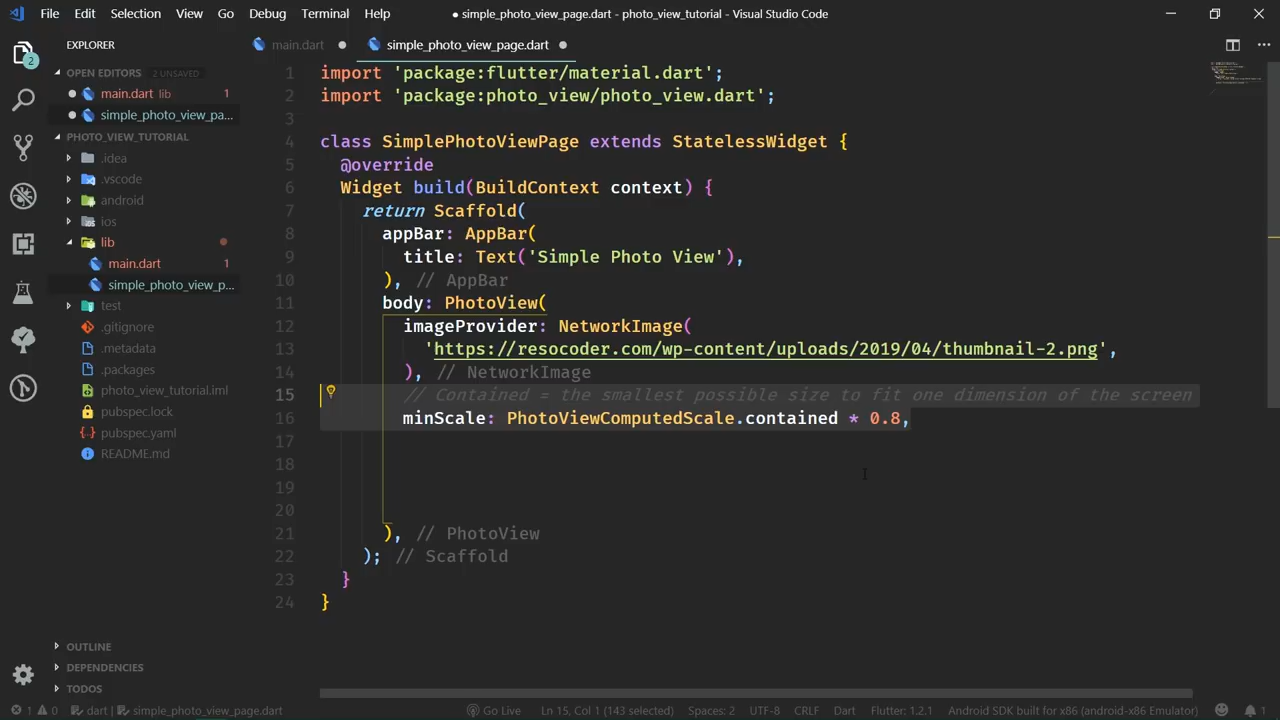 File Edit Selection View Go Debug Terminal Help
● simple_photo_view_page.dart - photo_view_tutorial - Visual Studio Code
EXPLORER
OPEN EDITORS 2 UNSAVED
main.dart lib 1
simple_photo_view_pa...
PHOTO_VIEW_TUTORIAL
.idea
.vscode
android
ios
lib
main.dart 1
simple_photo_view_p...
test
.gitignore
.metadata
.packages
photo_view_tutorial.iml
pubspec.lock
pubspec.yaml
README.md
OUTLINE
DEPENDENCIES
TODOS
2
main.dart ●
simple_photo_view_page.dart ●
1 import 'package:flutter/material.dart';
2 import 'package:photo_view/photo_view.dart';
3
4 class SimplePhotoViewPage extends StatelessWidget {
5 @override
6 Widget build(BuildContext context) {
7 return Scaffold(
8 appBar: AppBar(
9 title: Text('Simple Photo View'),
10 ), // AppBar
11 body: PhotoView(
12 imageProvider: NetworkImage(
13 'https://resocoder.com/wp-content/uploads/2019/04/thumbnail-2.png',
14 ), // NetworkImage
15 // Contained = the smallest possible size to fit one dimension of the screen
16 minScale: PhotoViewComputedScale.contained * 0.8,
17
18
19
20
21 ), // PhotoView
22 ); // Scaffold
23 }
24 }
1 0 dart | simple_photo_view_page.dart Go Live Ln 15, Col 1 (143 selected) Spaces: 2 UTF-8 CRLF Dart Flutter: 1.2.1 Android SDK built for x86 (android-x86 Emulator) 1